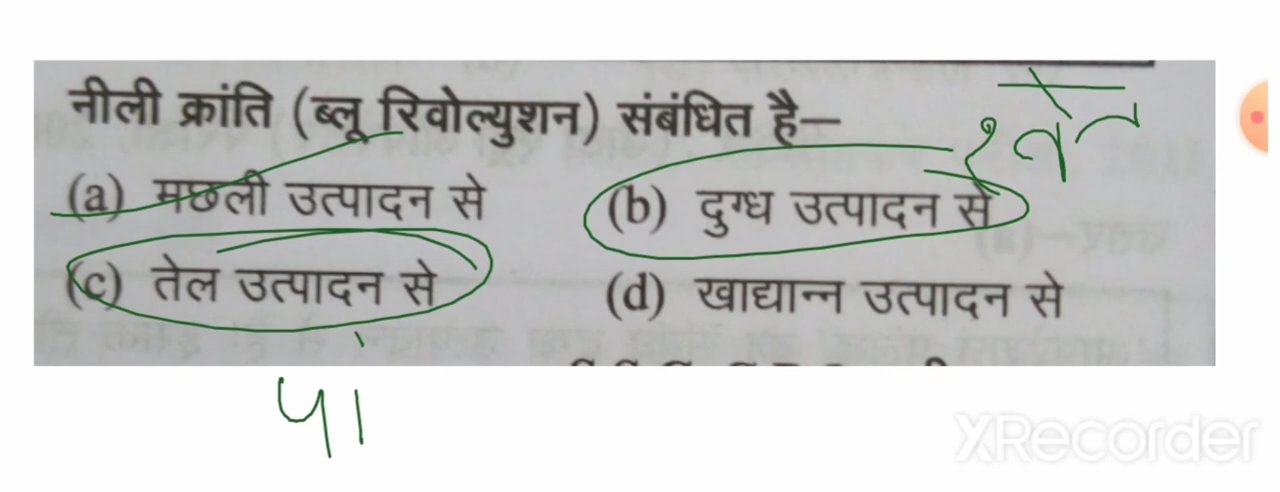 नीली क्रांति (ब्लू रिवोल्युशन) संबंधित है—
श्वेत
(a) मछली उत्पादन से (b) दुग्ध उत्पादन से
(c) तेल उत्पादन से (d) खाद्यान्न उत्पादन से
XRecorder